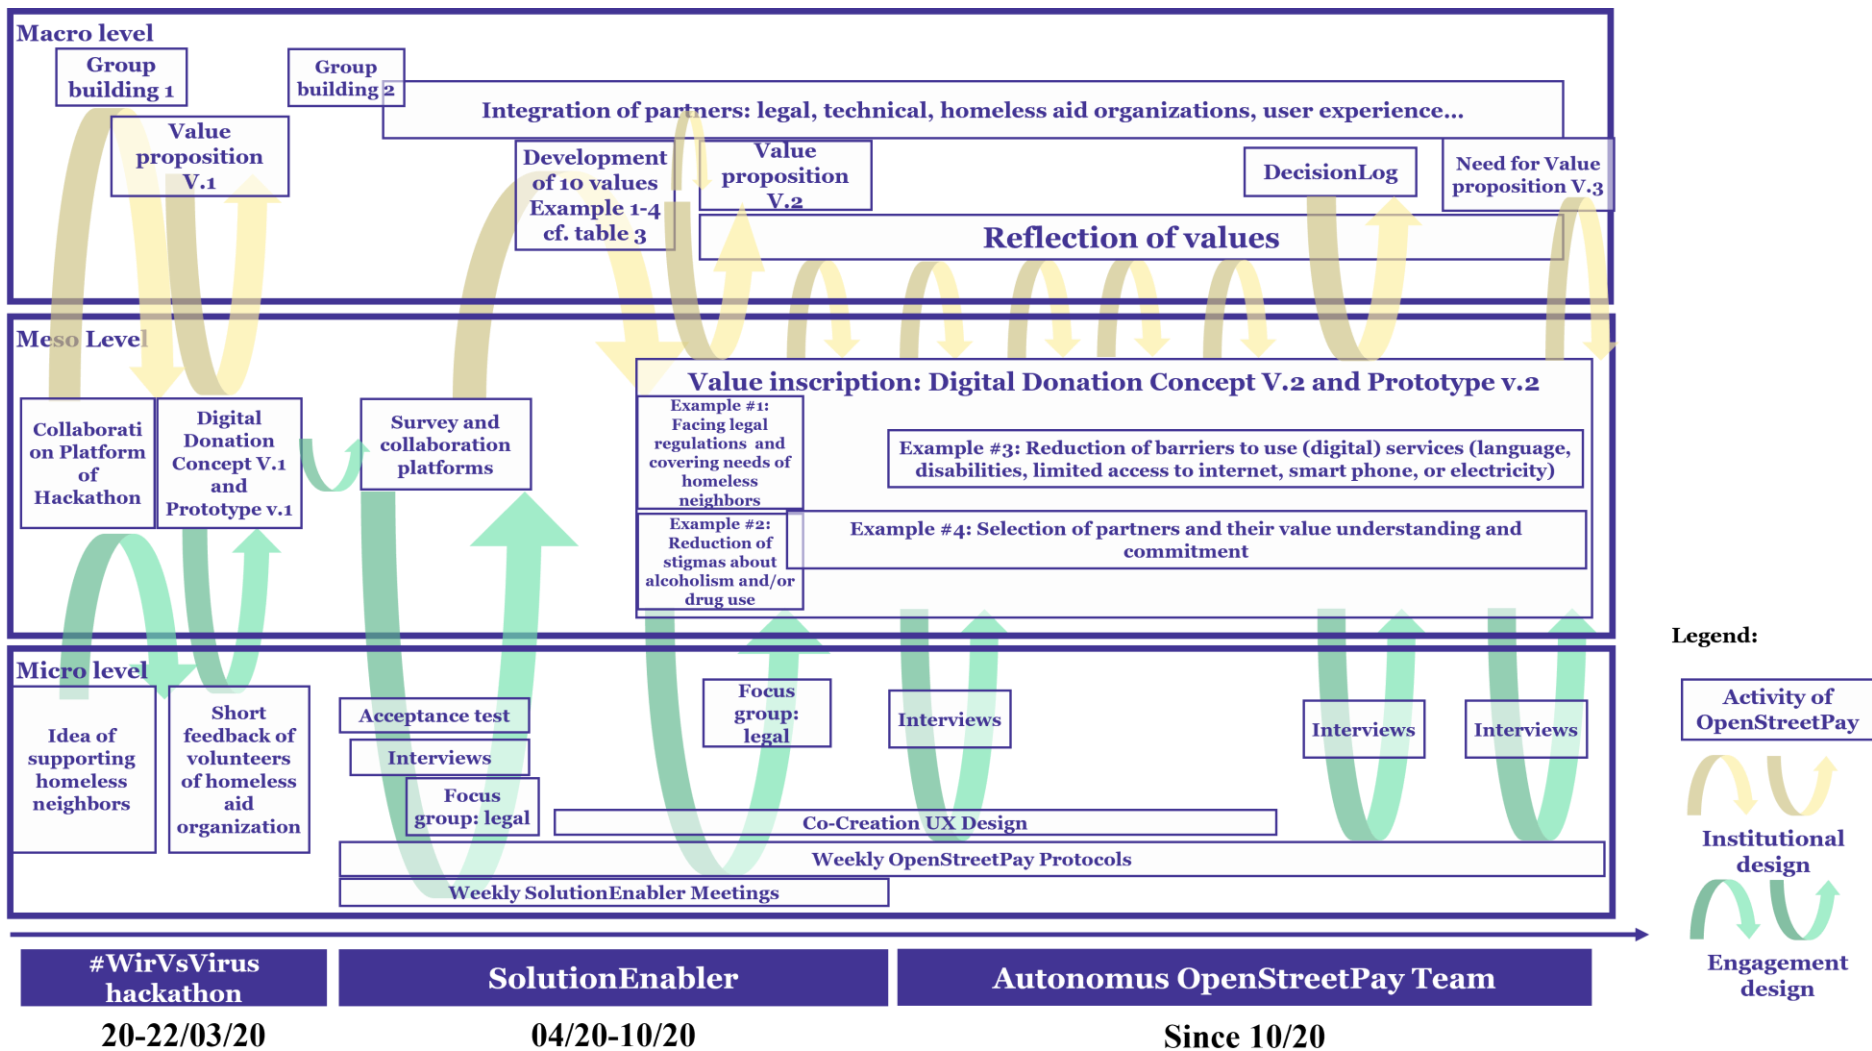 Macro level
Group
building 1
Group
building 2
Integration of partners: legal, technical, homeless aid organizations, user experience...
Value
proposition
V.1
Development
of 10 values
Example 1-4
cf. table 3
Value
proposition
V.2
DecisionLog
Need for Value
proposition V.3
Reflection of values
Meso Level
Collaborati
on Platform
of
Hackathon
Digital
Donation
Concept V.1
and
Prototype v.1
Survey and
collaboration
platforms
Value inscription: Digital Donation Concept V.2 and Prototype v.2
Example #1:
Facing legal
regulations and
covering needs of
homeless
neighbors
Example #2:
Reduction of
stigmas about
alcoholism and/or
drug use
Example #3: Reduction of barriers to use (digital) services (language,
disabilities, limited access to internet, smart phone, or electricity)
Example #4: Selection of partners and their value understanding and
commitment
Micro level
Idea of
supporting
homeless
neighbors
Short
feedback of
volunteers
of homeless
aid
organization
Acceptance test
Interviews
Focus
group: legal
Focus
group:
legal
Interviews
Interviews
Interviews
Co-Creation UX Design
Weekly OpenStreetPay Protocols
Weekly SolutionEnabler Meetings
#WirVsVirus
hackathon
SolutionEnabler
Autonomus OpenStreetPay Team
20-22/03/20
04/20-10/20
Since 10/20
Legend:
Activity of
OpenStreetPay
Institutional
design
Engagement
design